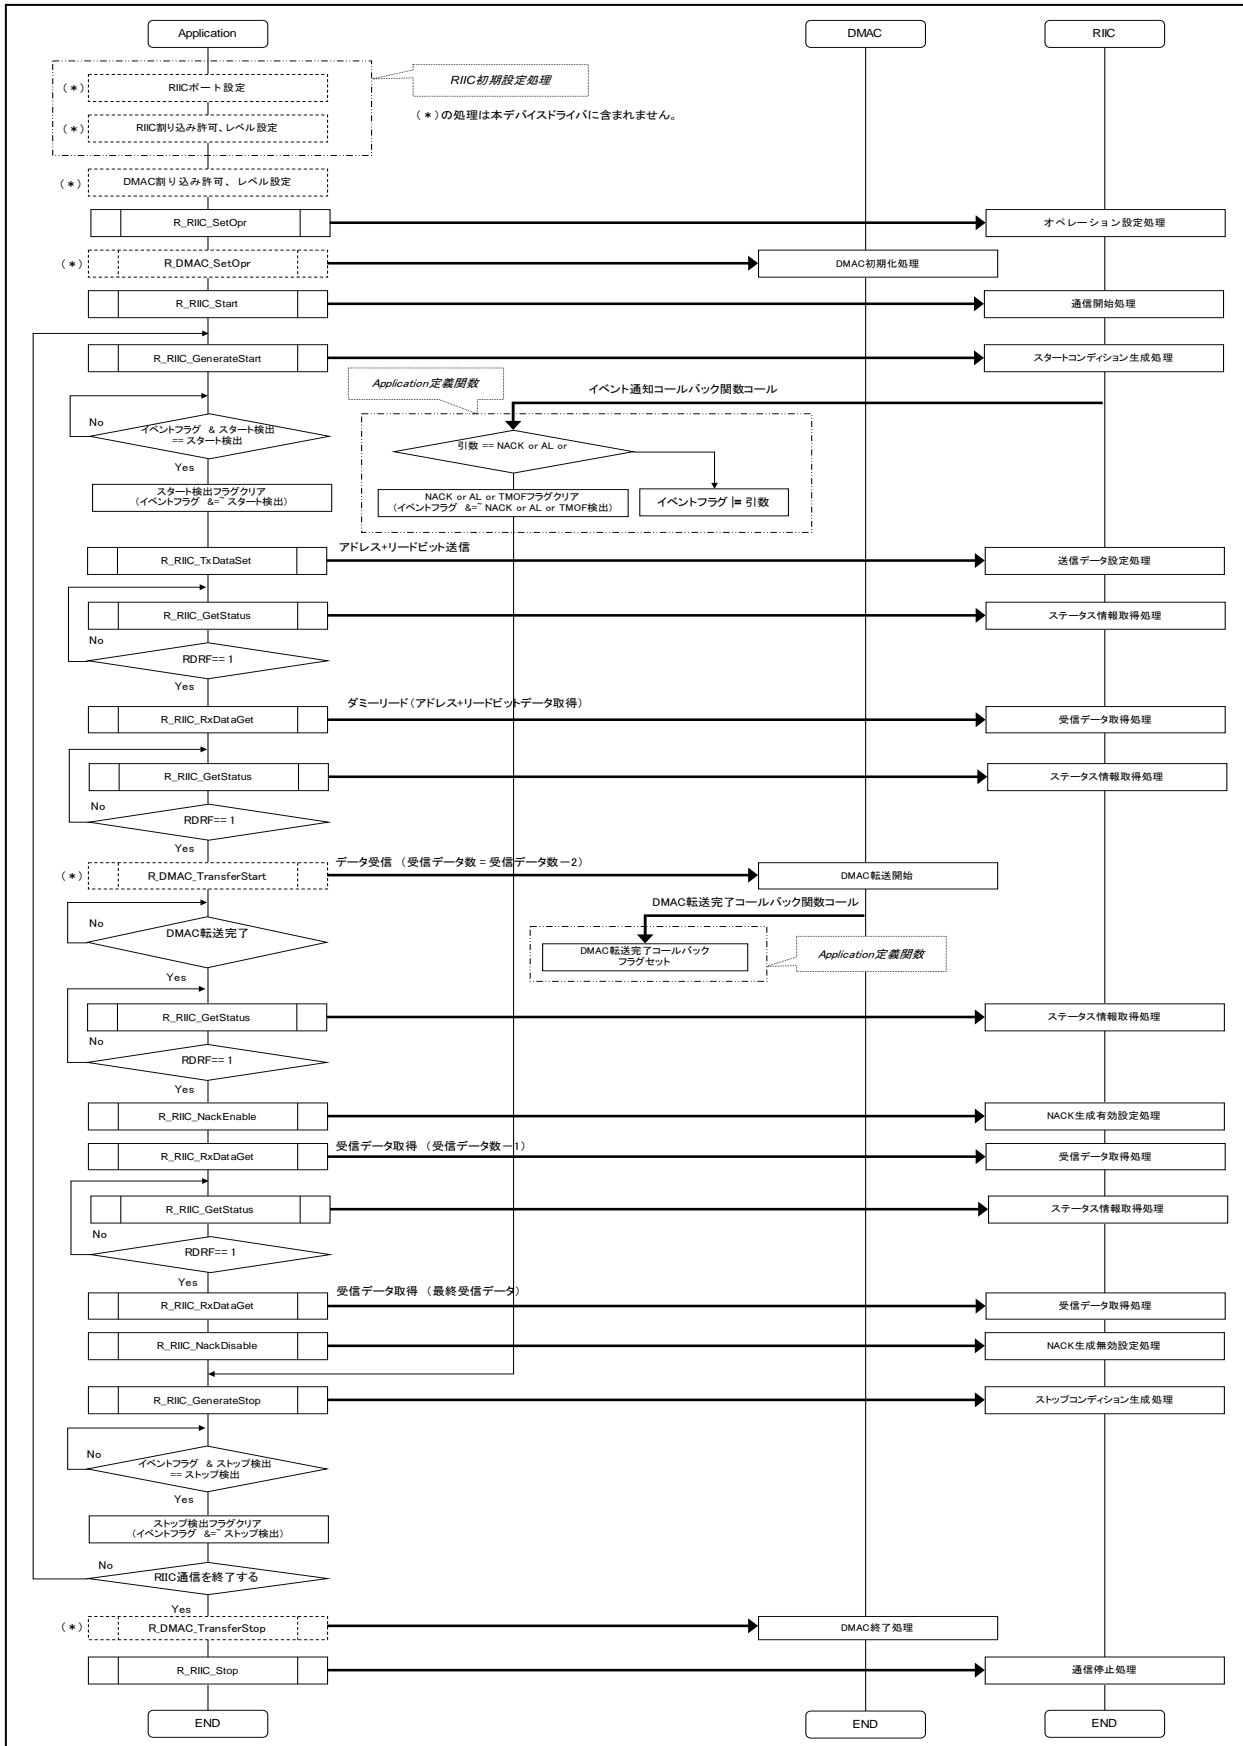 Application
DMAC
RIIC
RIIC初期設定処理
(*)
RIICポート設定
(*)の処理は本デバイスドライバに含まれません。
(*)
RIIC割り込み許可、レベル設定
(*)
DMAC割り込み許可、レベル設定
R_RIIC_SetOpr
オペレーション設定処理
(*)
R_DMAC_SetOpr
DMAC初期化処理
R_RIIC_Start
通信開始処理
R_RIIC_GenerateStart
スタートコンディション生成処理
Application定義関数
イベント通知コールバック関数コール
No
イベントフラグ & スタート検出
== スタート検出
引数 == NACK or AL or
Yes
スタート検出フラグクリア
(イベントフラグ &=~ スタート検出)
NACK or AL or TMOFフラグクリア
(イベントフラグ &=~ NACK or AL or TMOF検出)
イベントフラグ |= 引数
アドレス+リードビット送信
R_RIIC_TxDataSet
送信データ設定処理
R_RIIC_GetStatus
ステータス情報取得処理
No
RDRF== 1
Yes
ダミーリード(アドレス+リードビットデータ取得)
R_RIIC_RxDataGet
受信データ取得処理
R_RIIC_GetStatus
ステータス情報取得処理
No
RDRF== 1
Yes
データ受信 (受信データ数 = 受信データ数-2)
(*)
R_DMAC_TransferStart
DMAC転送開始
DMAC転送完了コールバック関数コール
No
DMAC転送完了
DMAC転送完了コールバック
フラグセット
Application定義関数
Yes
R_RIIC_GetStatus
ステータス情報取得処理
No
RDRF== 1
Yes
R_RIIC_NackEnable
NACK生成有効設定処理
受信データ取得 (受信データ数-1)
R_RIIC_RxDataGet
受信データ取得処理
R_RIIC_GetStatus
ステータス情報取得処理
No
RDRF== 1
Yes
受信データ取得 (最終受信データ)
R_RIIC_RxDataGet
受信データ取得処理
R_RIIC_NackDisable
NACK生成無効設定処理
R_RIIC_GenerateStop
ストップコンディション生成処理
No
イベントフラグ & ストップ検出
== ストップ検出
Yes
ストップ検出フラグクリア
(イベントフラグ &=~ ストップ検出)
No
RIIC通信を終了する
Yes
(*)
R_DMAC_TransferStop
DMAC終了処理
R_RIIC_Stop
通信停止処理
END
END
END